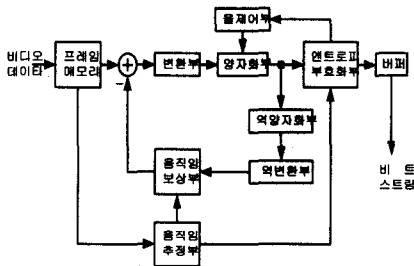 율제어부
비디오
데이타
프레임
메모리
변환부
양자화부
엔트로피
부호화부
버퍼
역양자화부
움직임
보상부
역변환부
비 트
스트링
움직임
추정부